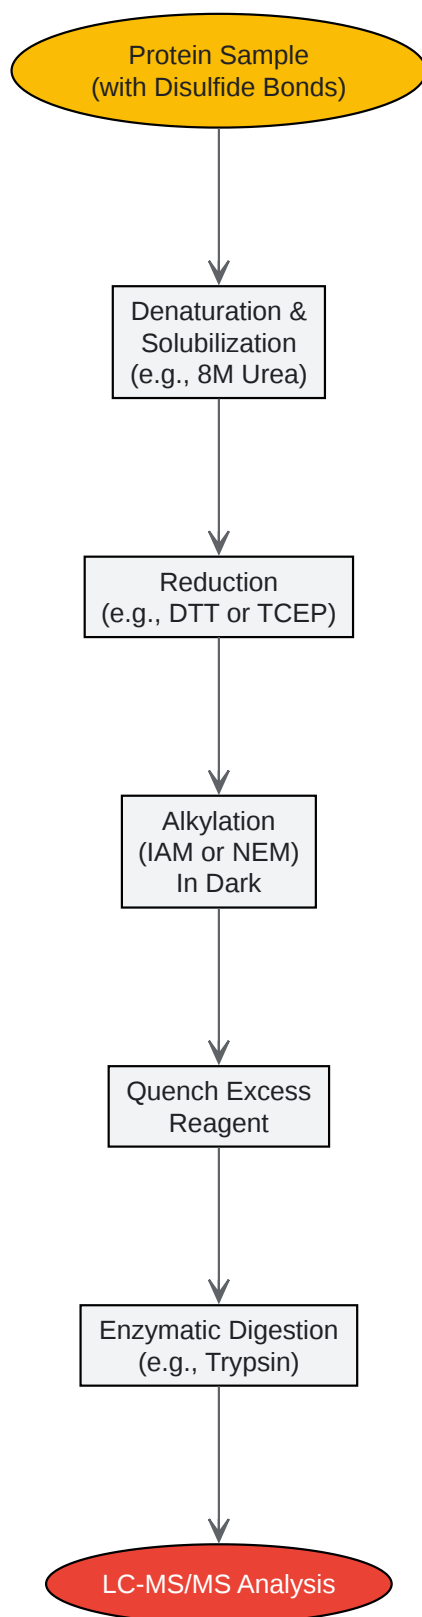 Protein Sample
(with Disulfide Bonds)
Denaturation &
Solubilization
(e.g., 8M Urea)
Reduction
(e.g., DTT or TCEP)
Alkylation
(IAM or NEM)
In Dark
Quench Excess
Reagent
Enzymatic Digestion
(e.g., Trypsin)
LC-MS/MS Analysis